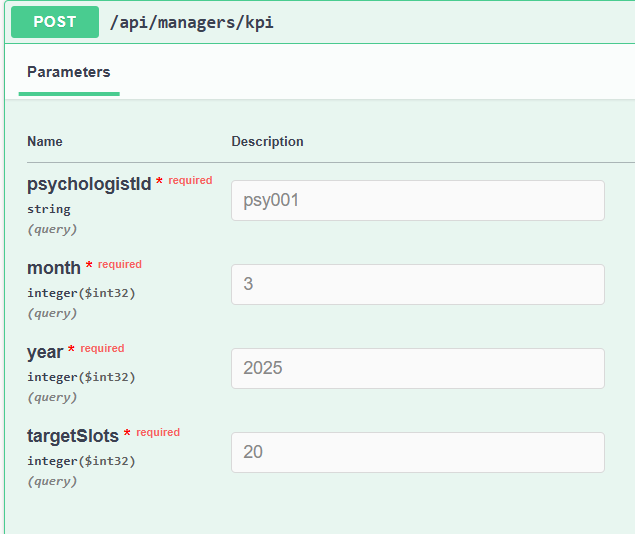 POST /api/managers/kpi
Parameters
Name Description
psychologistId * required
string
(query)
psy001
month * required
integer($int32)
(query)
3
year * required
integer($int32)
(query)
2025
targetSlots * required
integer($int32)
(query)
20